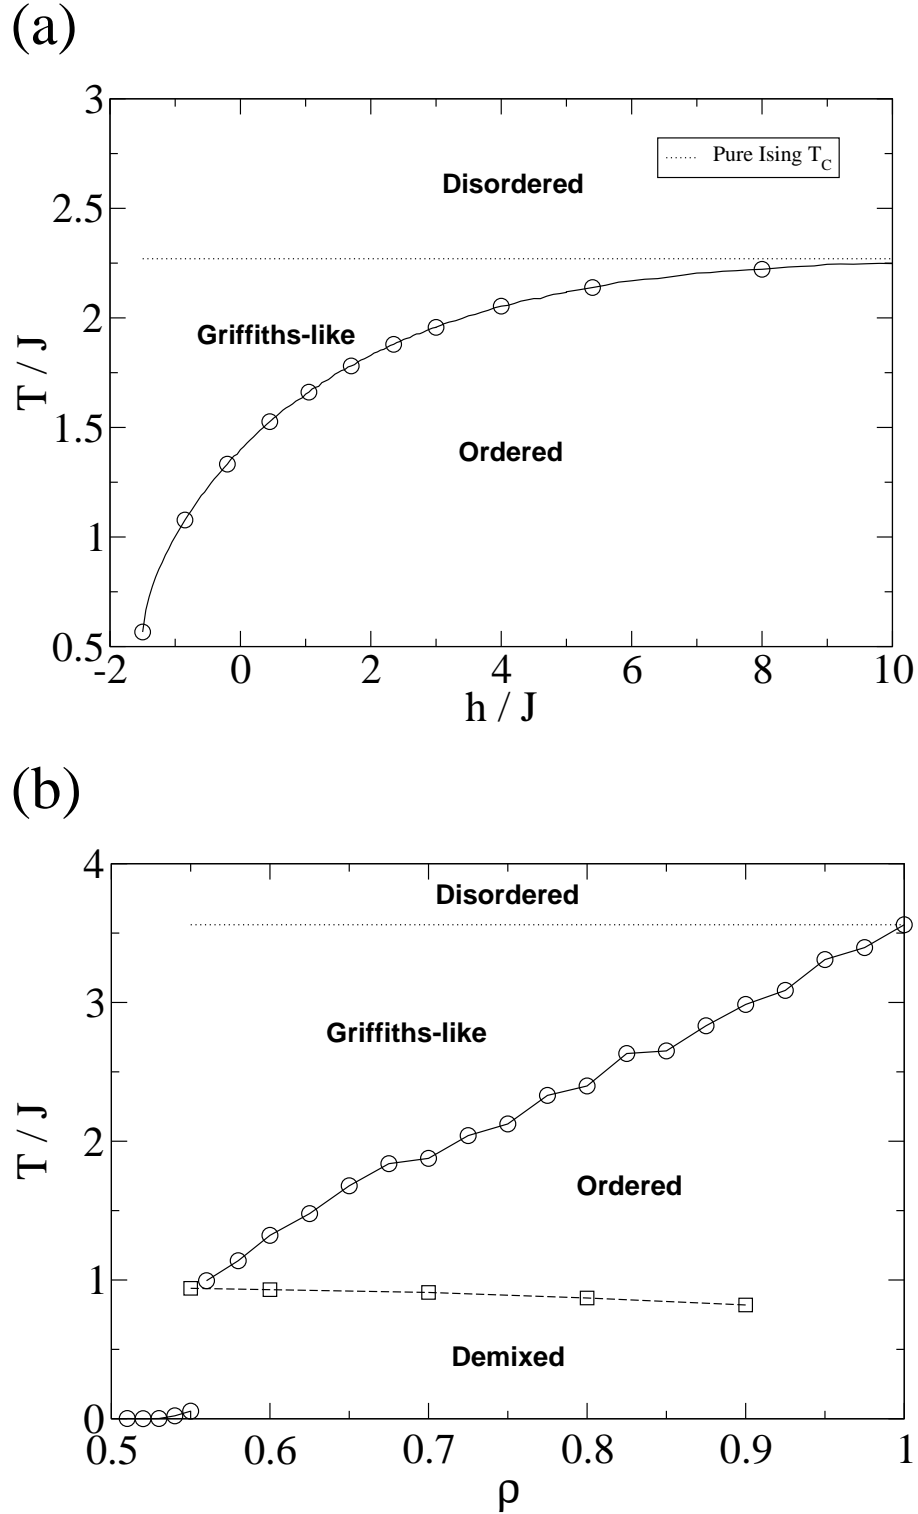 (a)
3
Pure Ising T_C
Disordered
2.5
2
Griffiths-like
T / J
1.5
Ordered
1
0.5
-2 0 2 4 6 8 10
h / J
(b)
4
Disordered
3
Griffiths-like
T / J
2
Ordered
1
Demixed
0
0.5 0.6 0.7 0.8 0.9 1
ρ